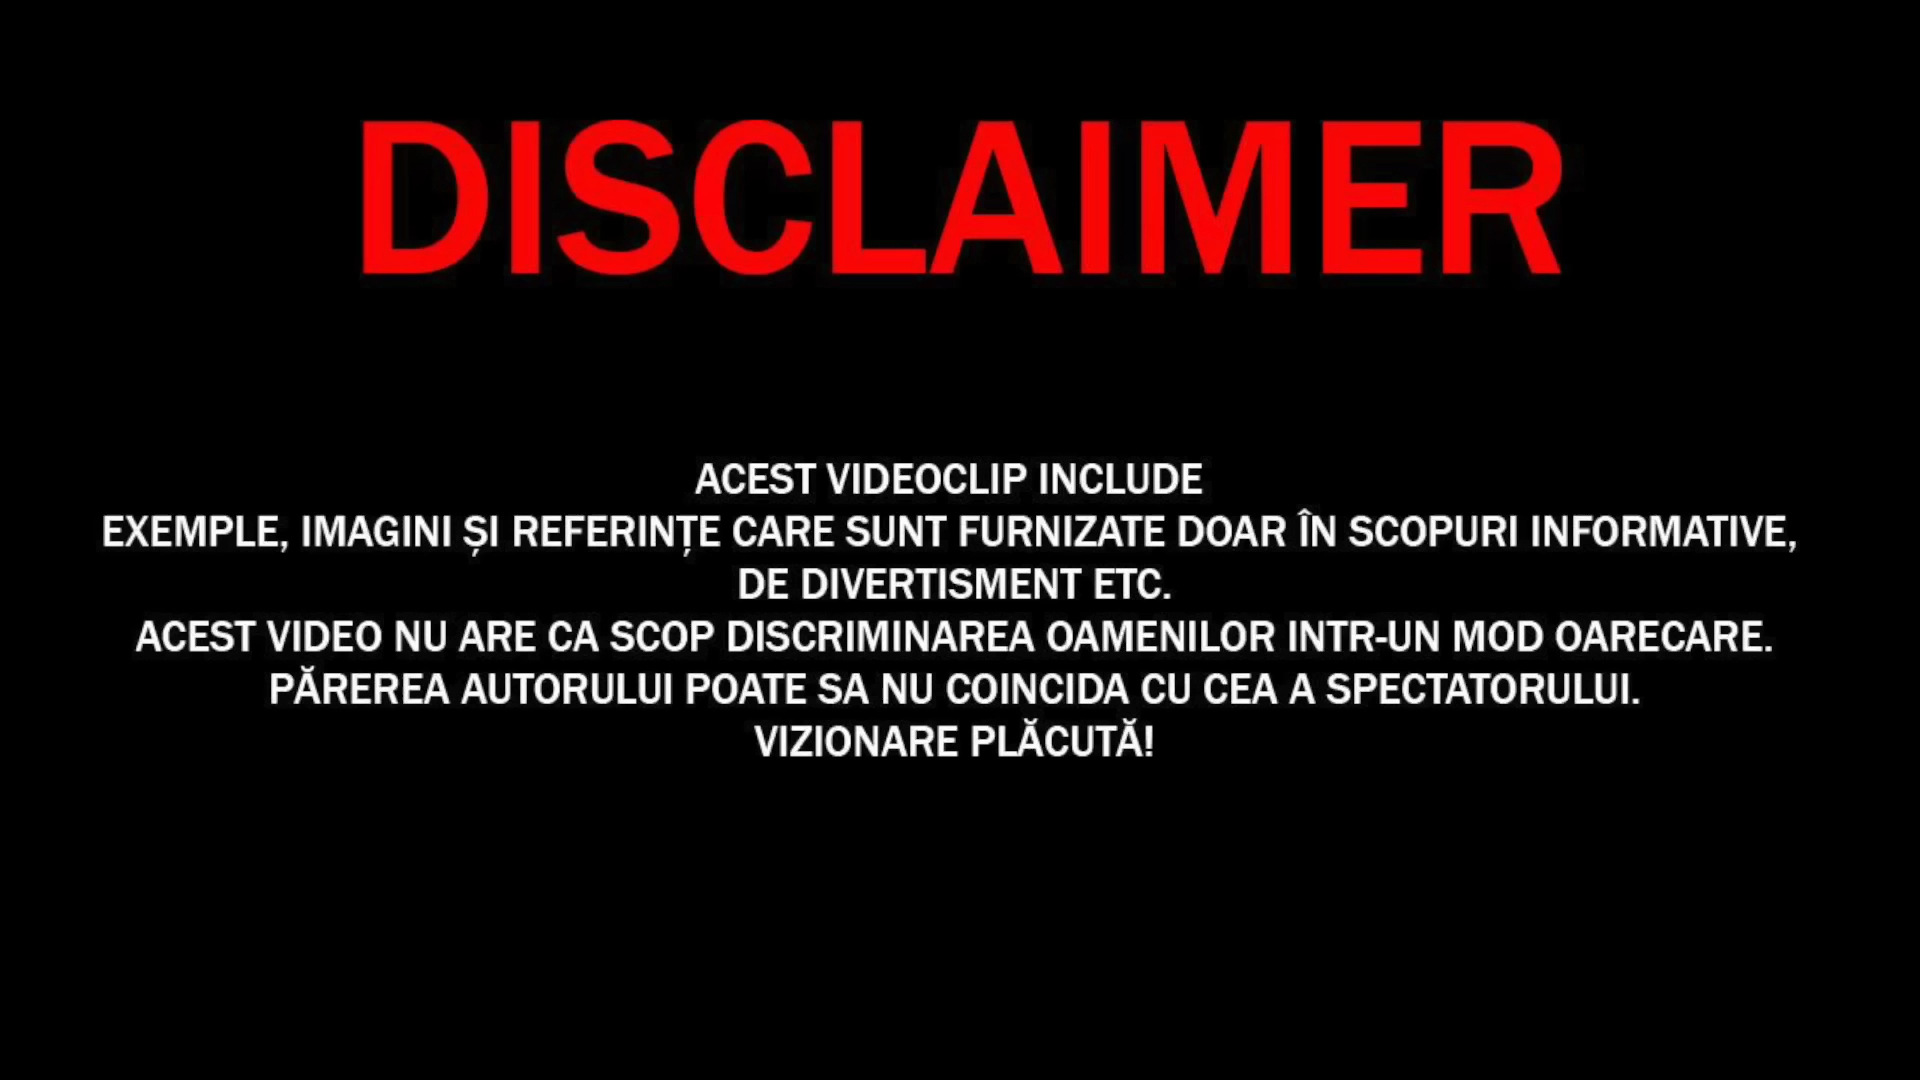 DISCLAIMER
ACEST VIDEOCLIP INCLUDE
EXEMPLE, IMAGINI ȘI REFERINȚE CARE SUNT FURNIZATE DOAR ÎN SCOPURI INFORMATIVE,
DE DIVERTISMENT ETC.
ACEST VIDEO NU ARE CA SCOP DISCRIMINAREA OAMENILOR INTR-UN MOD OARECARE.
PĂREREA AUTORULUI POATE SA NU COINCIDA CU CEA A SPECTATORULUI.
VIZIONARE PLĂCUTĂ!